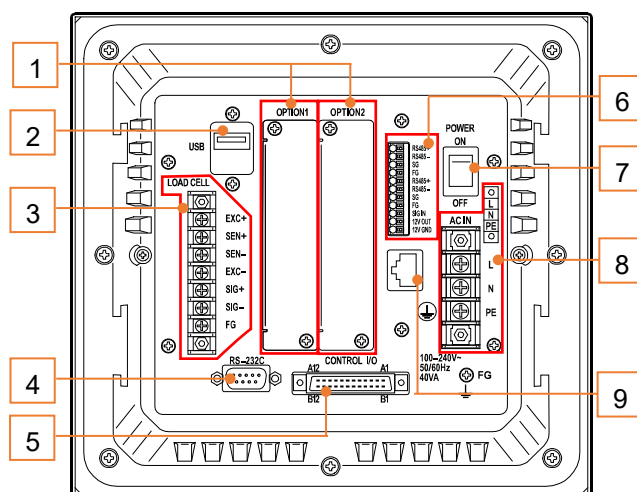 1
2
3
4
5
6
7
8
9
USB
OPTION1
OPTION2
RS485+
RS485−
SG
FG
RS485+
RS485−
SG
FG
SIG IN
12V OUT
12V GND
POWER
ON
OFF
LOAD CELL
EXC+
SEN+
SEN−
EXC−
SIG+
SIG−
FG
L
N
PE
AC IN
L
N
PE
RS−232C
CONTROL I/O
A12
A1
B12
B1
100−240V~
50/60Hz
40VA
FG